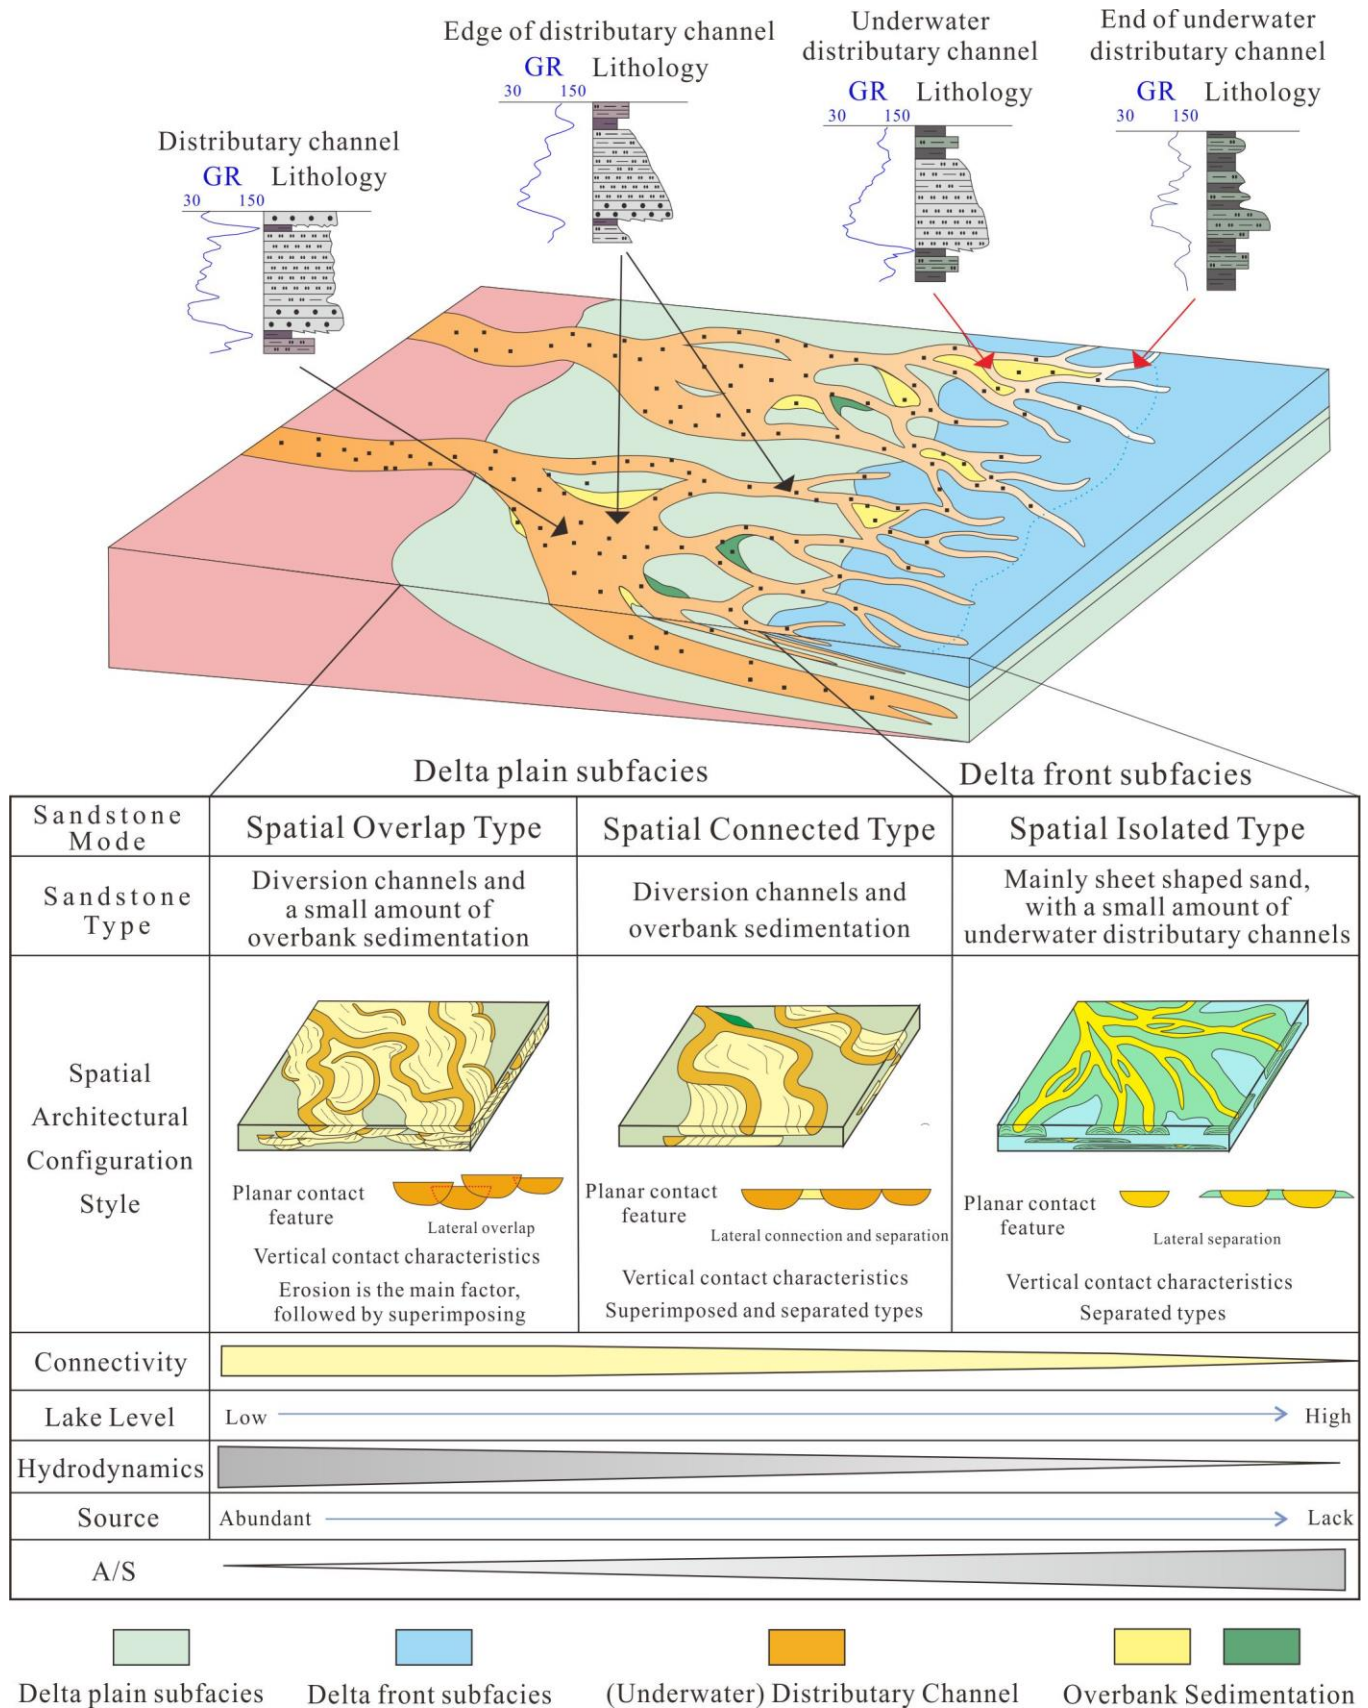 Edge of distributary channel
GR Lithology
30 150
Underwater
distributary channel
GR Lithology
30 150
End of underwater
distributary channel
GR Lithology
30 150
Distributary channel
GR Lithology
30 150
Delta plain subfacies
Delta front subfacies
Sandstone
Mode
Spatial Overlap Type
Spatial Connected Type
Spatial Isolated Type
Sandstone
Type
Diversion channels and
a small amount of
overbank sedimentation
Diversion channels and
overbank sedimentation
Mainly sheet shaped sand,
with a small amount of
underwater distributary channels
Spatial
Architectural
Configuration
Style
Planar contact
feature
Lateral overlap
Vertical contact characteristics
Erosion is the main factor,
followed by superimposing
Planar contact
feature
Lateral connection and separation
Vertical contact characteristics
Superimposed and separated types
Planar contact
feature
Lateral separation
Vertical contact characteristics
Separated types
Connectivity
Lake Level
Low
High
Hydrodynamics
Source
Abundant
Lack
A/S
Delta plain subfacies
Delta front subfacies
(Underwater) Distributary Channel
Overbank Sedimentation